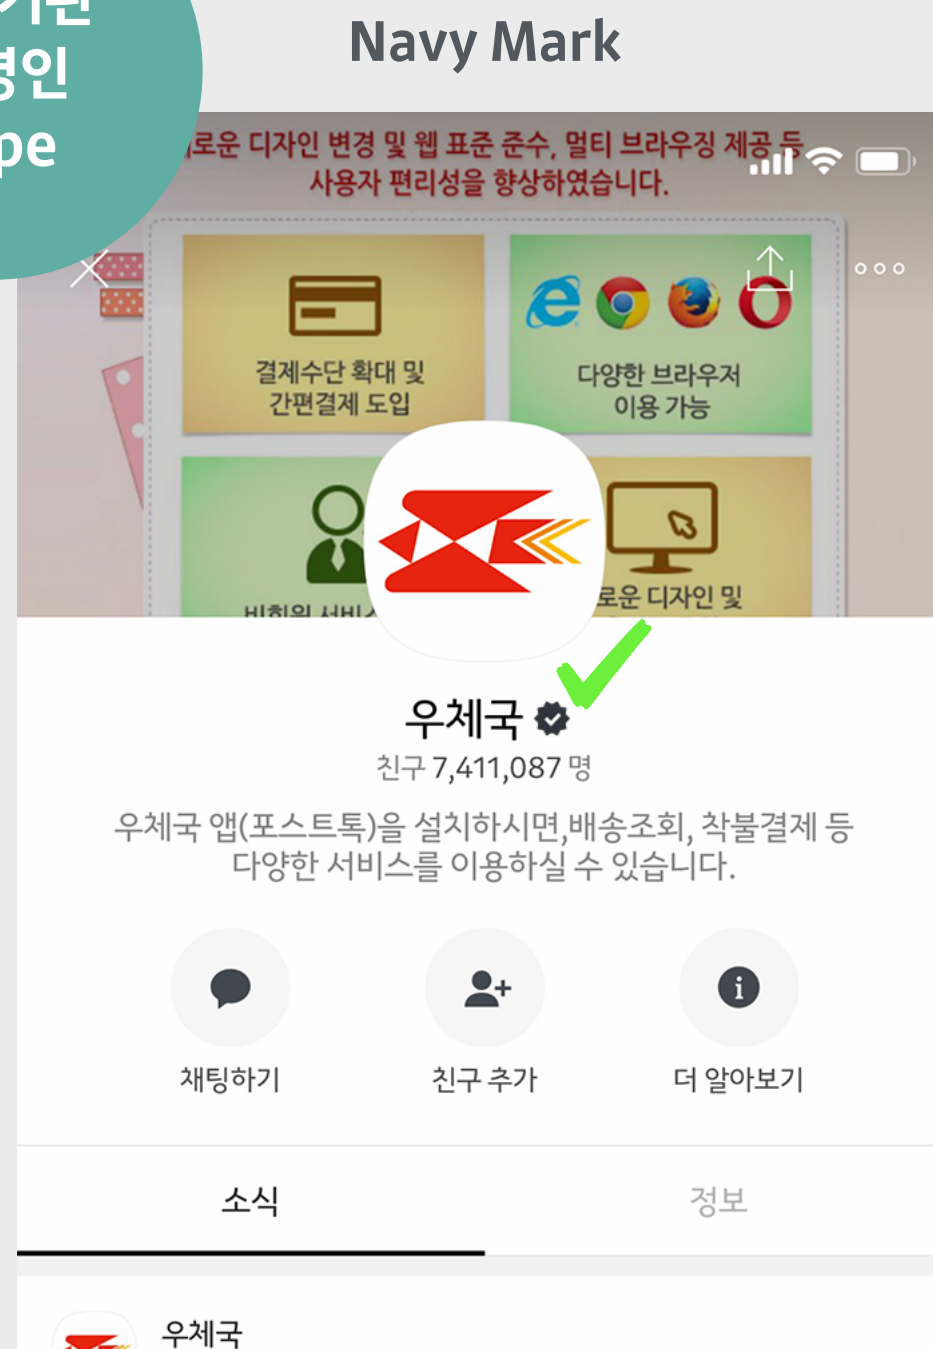 Navy Mark
로운 디자인 변경 및 웹 표준 준수, 멀티 브라우징 제공 등
사용자 편리성을 향상하였습니다.
결제수단 확대 및
간편결제 도입
다양한 브라우저
이용 가능
로운 디자인 및
우체국
친구 7,411,087 명
우체국 앱(포스트톡)을 설치하시면,배송조회, 착불결제 등
다양한 서비스를 이용하실 수 있습니다.
채팅하기
친구 추가
더 알아보기
소식
정보
우체국